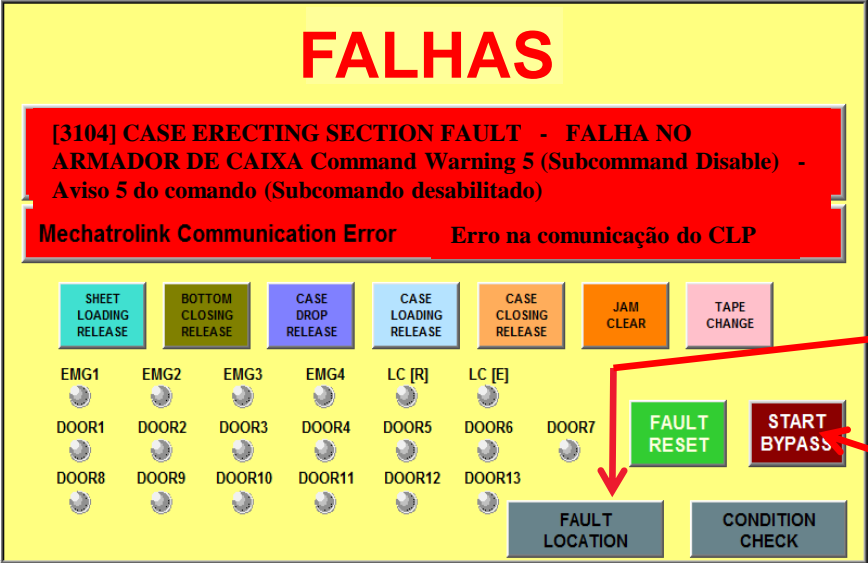 FALHAS
[3104] CASE ERECTING SECTION FAULT - FALHA NO
ARMADOR DE CAIXA Command Warning 5 (Subcommand Disable) -
Aviso 5 do comando (Subcomando desabilitado)
Mechatrolink Communication Error Erro na comunicação do CLP
SHEET
LOADING
RELEASE
BOTTOM
CLOSING
RELEASE
CASE
DROP
RELEASE
CASE
LOADING
RELEASE
CASE
CLOSING
RELEASE
JAM
CLEAR
TAPE
CHANGE
EMG1 EMG2 EMG3 EMG4 LC [R] LC [E]
DOOR1 DOOR2 DOOR3 DOOR4 DOOR5 DOOR6 DOOR7
DOOR8 DOOR9 DOOR10 DOOR11 DOOR12 DOOR13
FAULT
RESET
START
BYPASS
FAULT
LOCATION
CONDITION
CHECK